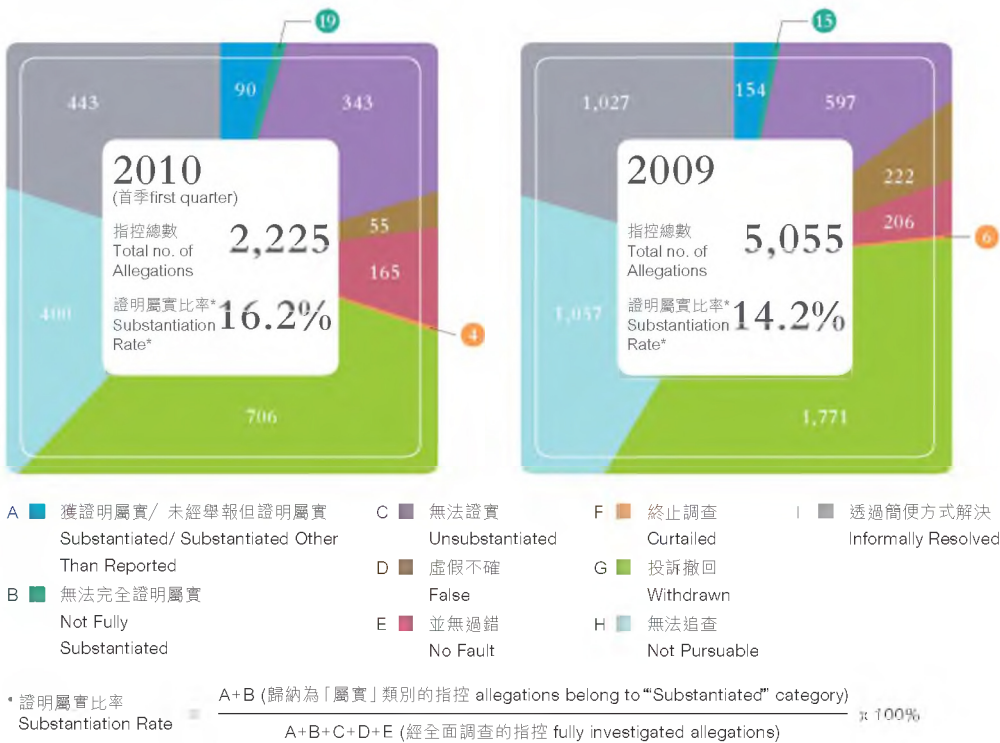 19
90
443
343
2010
(首季first quarter)
指控總數
Total no. of
Allegations
2,225
證明屬實比率*
Substantiation
Rate*
16.2%
55
165
400
4
706
15
154
1,027
597
2009
指控總數
Total no. of
Allegations
5,055
證明屬實比率*
Substantiation
Rate*
14.2%
222
206
6
1,057
1,771
A 獲證明屬實/ 未經舉報但證明屬實
Substantiated/ Substantiated Other
Than Reported
B 無法完全證明屬實
Not Fully
Substantiated
C 無法證實
Unsubstantiated
D 虛假不確
False
E 並無過錯
No Fault
F 終止調查
Curtailed
G 投訴撤回
Withdrawn
H 無法追查
Not Pursuable
I 透過簡便方式解決
Informally Resolved
* 證明屬實比率
Substantiation Rate
=
A+B (歸納為「屬實」類別的指控 allegations belong to "Substantiated" category)
A+B+C+D+E (經全面調查的指控 fully investigated allegations)
x 100%